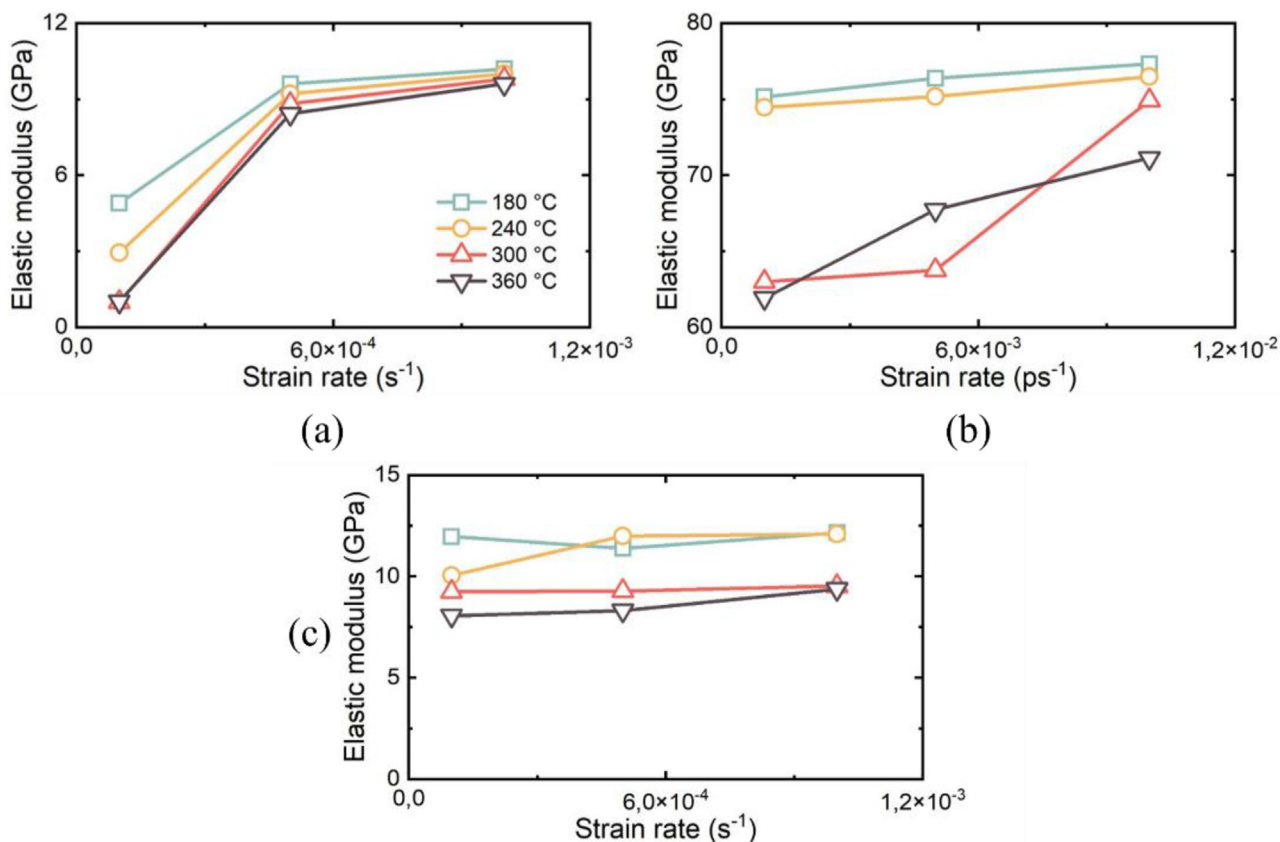 Elastic modulus (GPa)
12
6
0
0,0
6,0×10⁻⁴
1,2×10⁻³
Strain rate (s⁻¹)
180 °C
240 °C
300 °C
360 °C
(a)
Elastic modulus (GPa)
80
70
60
0,0
6,0×10⁻³
1,2×10⁻²
Strain rate (ps⁻¹)
(b)
(c)
Elastic modulus (GPa)
15
10
5
0
0,0
6,0×10⁻⁴
1,2×10⁻³
Strain rate (s⁻¹)